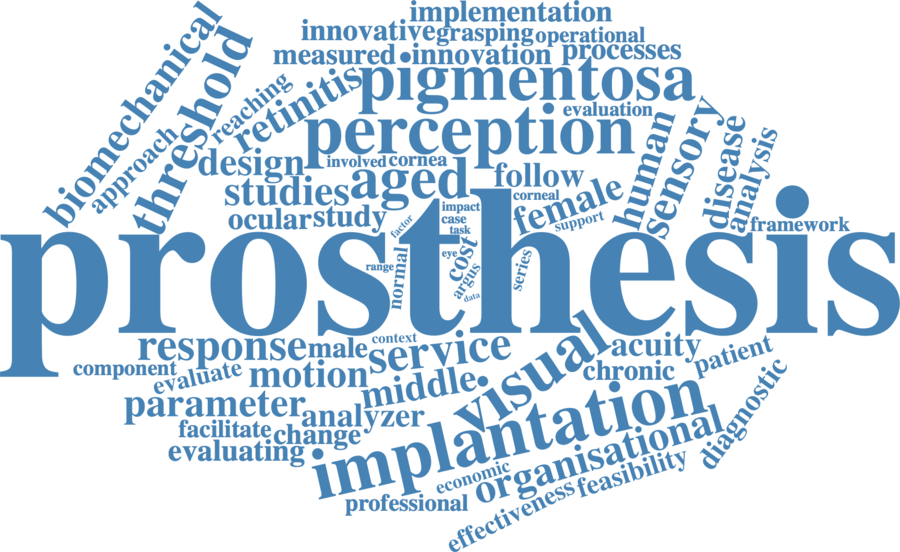 implementation
innovative
grasping
operational
measured
innovation
processes
biomechanical
threshold
reaching
retinitis
pigmentosa
evaluation
approach
perception
human
sensory
disease
analysis
design
involved
cornea
studies
aged
follow
corneal
female
support
framework
ocular
study
factor
impact
case
task
prosthesis
range
normal
eye
cost
argus
data
series
response
male
context
service
visual
acuity
patient
component
evaluate
motion
middle
chronic
diagnostic
parameter
analyzer
implantation
facilitate
change
evaluating
organisational
economic
professional
effectiveness
feasibility